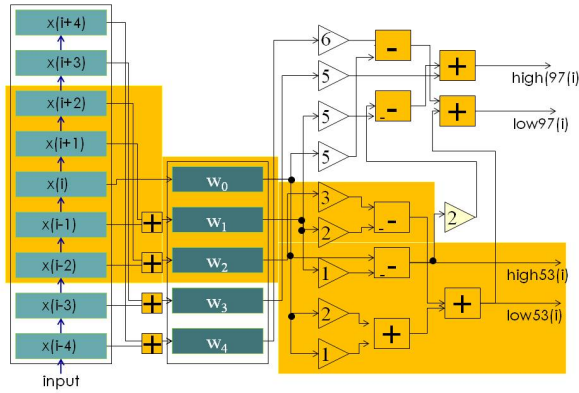 x(i+4)
x(i+3)
x(i+2)
x(i+1)
x(i)
x(i-1)
x(i-2)
x(i-3)
x(i-4)
input
+
+
+
+
w0
w1
w2
w3
w4
6
5
5
5
3
2
1
2
1
-
-
-
-
-
-
-
+
+
+
+
2
high(97(i)
low97(i)
high53(i)
low53(i)